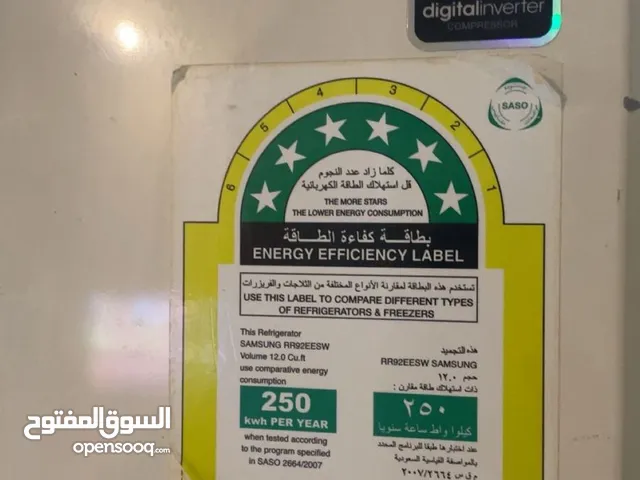 digitalinverter
COMPRESSOR
SASO
1
2
3
4
5
6
كلما زاد عدد النجوم
قل استهلاك الطاقة الكهربائية
THE MORE STARS
THE LOWER ENERGY CONSUMPTION
بطاقة كفاءة الطاقة
ENERGY EFFICIENCY LABEL
تستخدم هذه البطاقة لمقارنة الأنواع المختلفة من الثلاجات والفريزرات
USE THIS LABEL TO COMPARE DIFFERENT TYPES
OF REFRIGERATORS & FREEZERS
This Refrigerator
SAMSUNG RR92EESW
Volume 12.0 Cu.ft
use comparative energy
consumption
250
kwh PER YEAR
when tested according
to the program specified
in SASO 2664/2007
هذه التجميد
RR92EESW SAMSUNG
حجم ١٢.٠
ذات استهلاك طاقة مقارن :
٢٥٠
كيلوا واط ساعة سنويا
عند اختبارها طبقا للبرنامج المحدد
بالمواصفة القياسية السعودية
م ق س ٢٠٠٧/٢٦٦٤
السوق المفتوح
opensooq.com